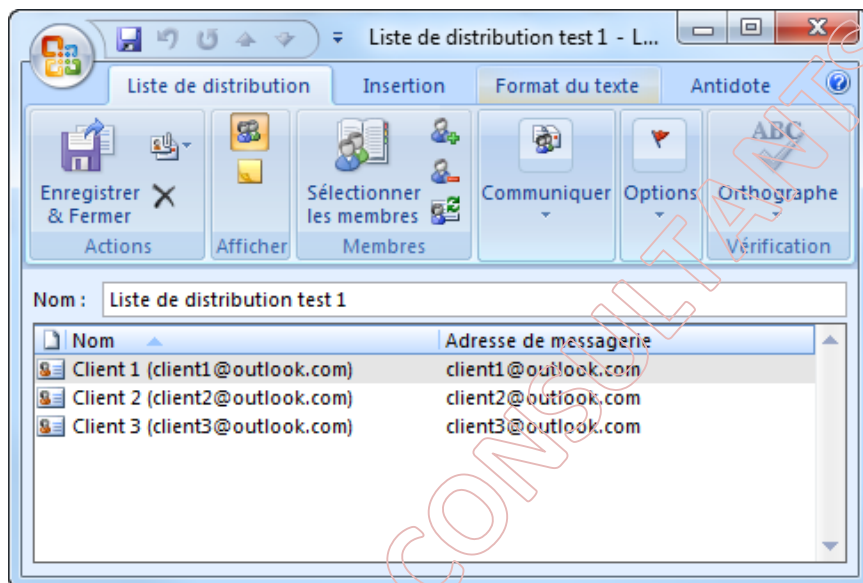 Liste de distribution test 1 - L...
Liste de distribution Insertion Format du texte Antidote
Enregistrer & Fermer
Sélectionner les membres
Communiquer
Options
ABC
Orthographe
Actions Afficher Membres Vérification
Nom : Liste de distribution test 1
Nom Adresse de messagerie
Client 1 (client1@outlook.com) client1@outlook.com
Client 2 (client2@outlook.com) client2@outlook.com
Client 3 (client3@outlook.com) client3@outlook.com
CONSULTANTS